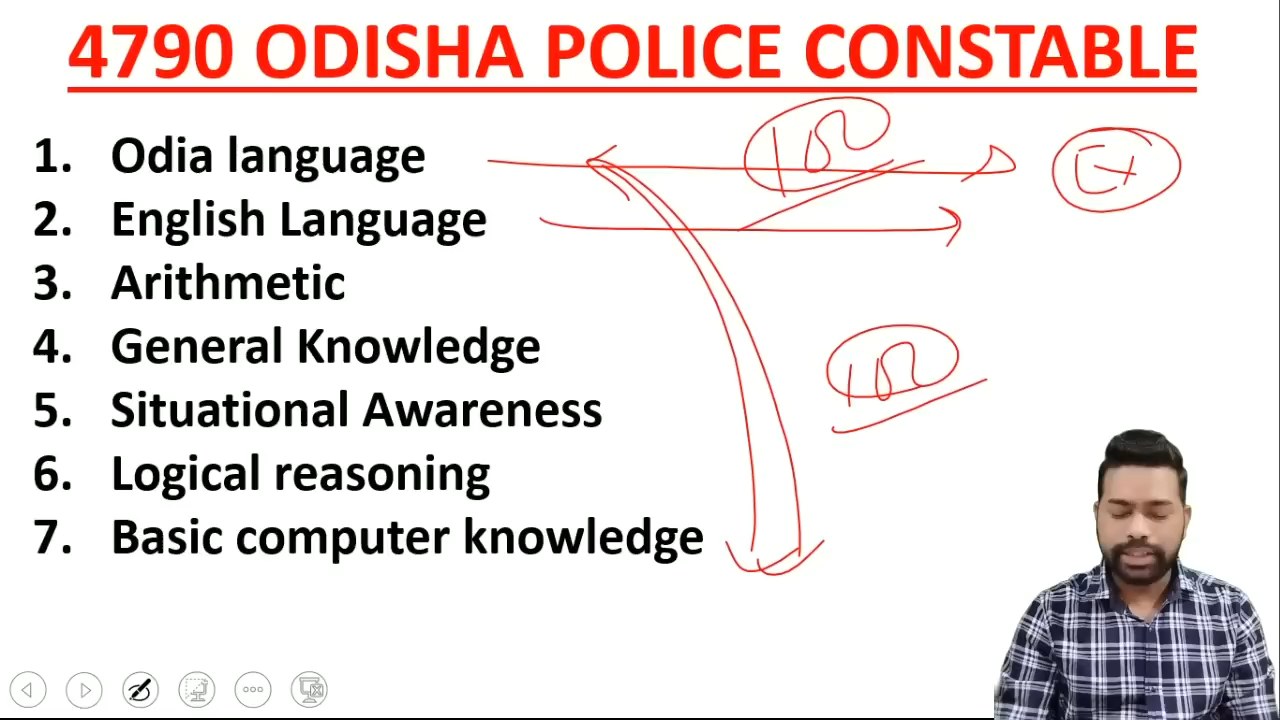 4790 ODISHA POLICE CONSTABLE
1. Odia language
2. English Language
3. Arithmetic
4. General Knowledge
5. Situational Awareness
6. Logical reasoning
7. Basic computer knowledge